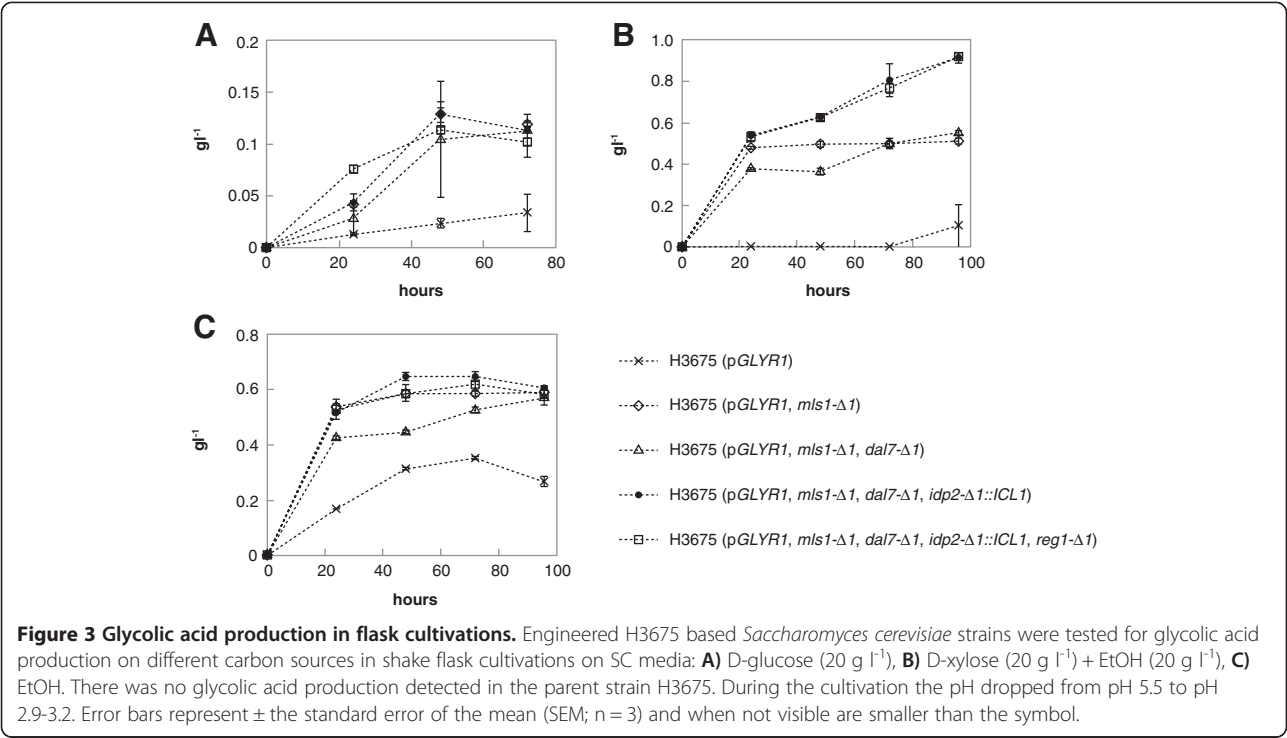 A
0.2
0.15
0.1
0.05
0
gl⁻¹
0 20 40 60 80
hours
B
1.0
0.8
0.6
0.4
0.2
0
gl⁻¹
0 20 40 60 80 100
hours
C
0.8
0.6
0.4
0.2
0
gl⁻¹
0 20 40 60 80 100
hours
H3675 (pGLYR1)
H3675 (pGLYR1, mls1-Δ1)
H3675 (pGLYR1, mls1-Δ1, dal7-Δ1)
H3675 (pGLYR1, mls1-Δ1, dal7-Δ1, idp2-Δ1::ICL1)
H3675 (pGLYR1, mls1-Δ1, dal7-Δ1, idp2-Δ1::ICL1, reg1-Δ1)
Figure 3 Glycolic acid production in flask cultivations. Engineered H3675 based Saccharomyces cerevisiae strains were tested for glycolic acid
production on different carbon sources in shake flask cultivations on SC media: A) D-glucose (20 g l⁻¹), B) D-xylose (20 g l⁻¹) + EtOH (20 g l⁻¹), C)
EtOH. There was no glycolic acid production detected in the parent strain H3675. During the cultivation the pH dropped from pH 5.5 to pH
2.9-3.2. Error bars represent ± the standard error of the mean (SEM; n = 3) and when not visible are smaller than the symbol.